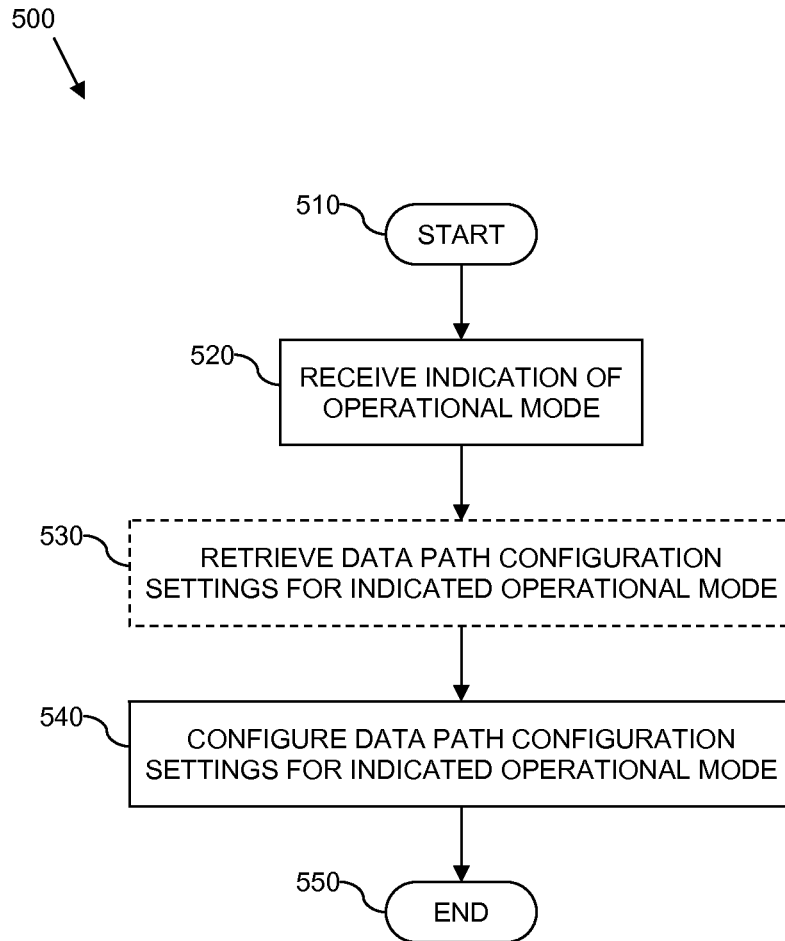 500
510
START
520
RECEIVE INDICATION OF
OPERATIONAL MODE
530
RETRIEVE DATA PATH CONFIGURATION
SETTINGS FOR INDICATED OPERATIONAL MODE
540
CONFIGURE DATA PATH CONFIGURATION
SETTINGS FOR INDICATED OPERATIONAL MODE
550
END